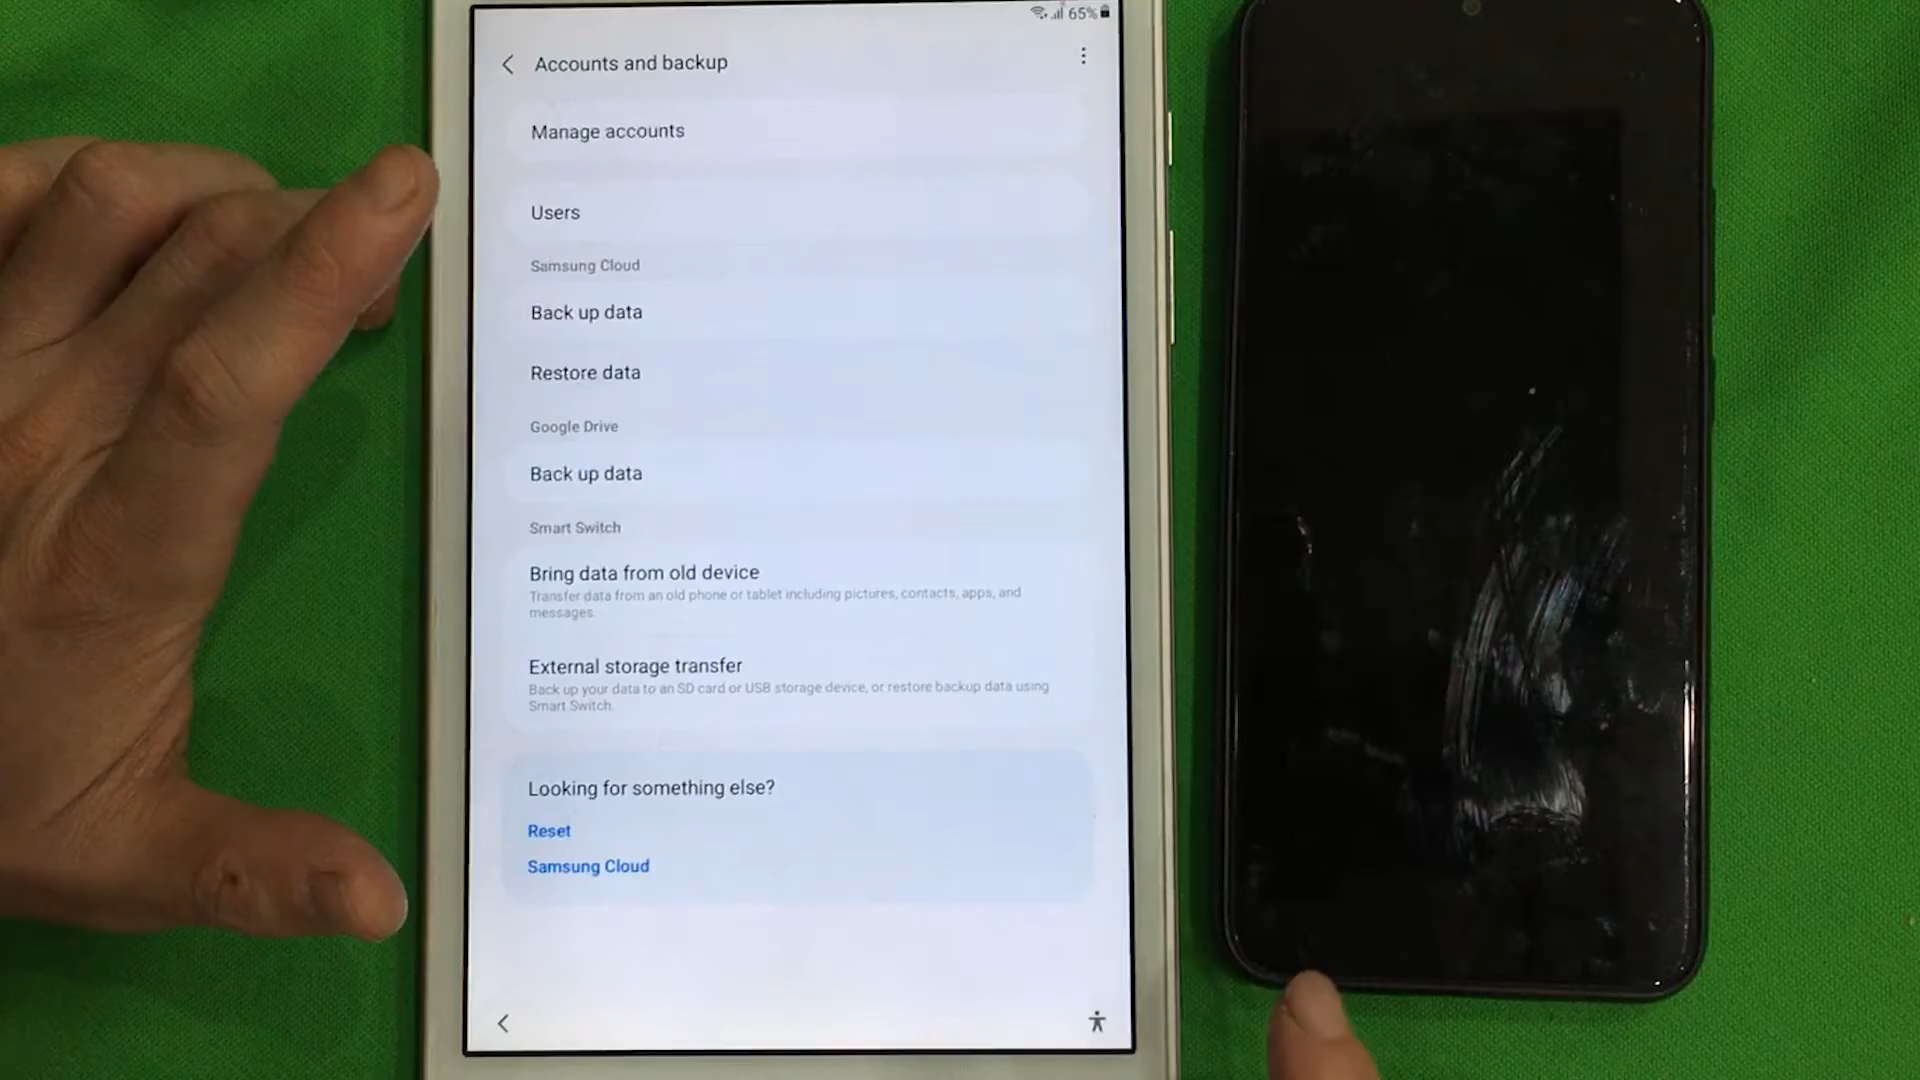 65%
Accounts and backup
Manage accounts
Users
Samsung Cloud
Back up data
Restore data
Google Drive
Back up data
Smart Switch
Bring data from old device
Transfer data from an old phone or tablet including pictures, contacts, apps, and
messages.
External storage transfer
Back up your data to an SD card or USB storage device, or restore backup data using
Smart Switch.
Looking for something else?
Reset
Samsung Cloud